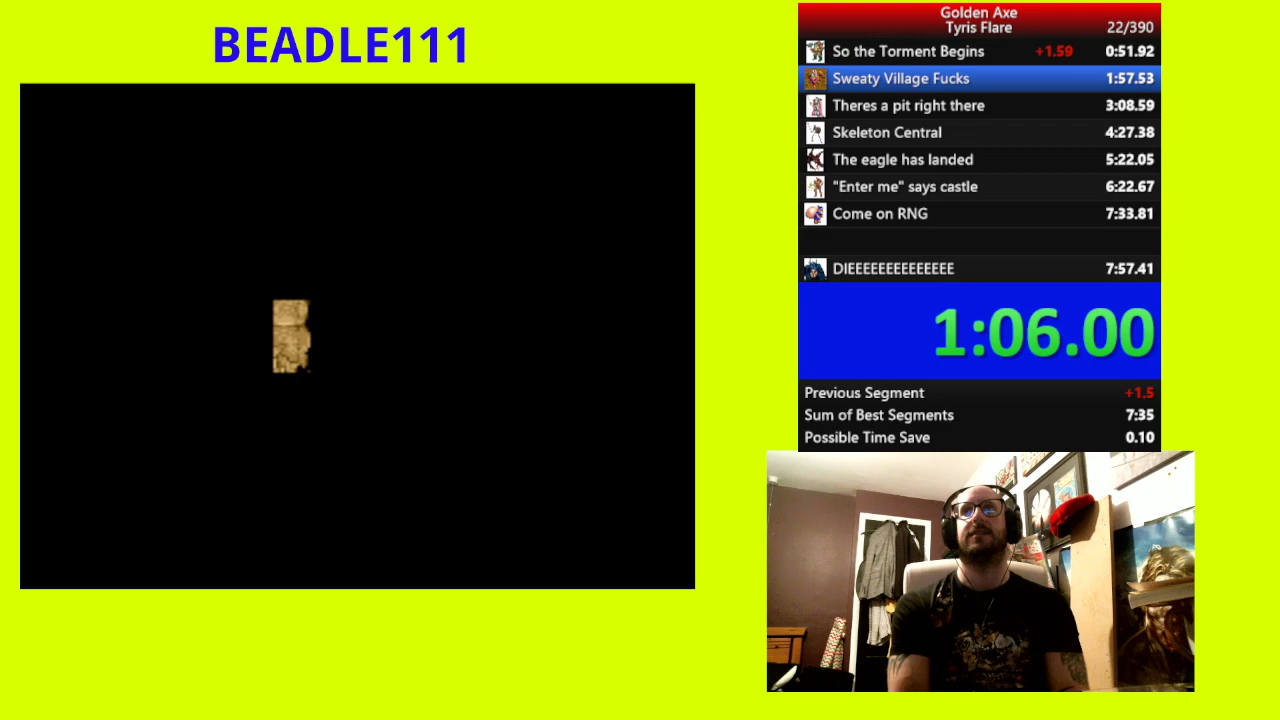 BEADLE111
Golden Axe
Tyris Flare 22/390
So the Torment Begins +1.59 0:51.92
Sweaty Village Fucks 1:57.53
Theres a pit right there 3:08.59
Skeleton Central 4:27.38
The eagle has landed 5:22.05
"Enter me" says castle 6:22.67
Come on RNG 7:33.81
DIEEEEEEEEEEEEEE 7:57.41
1:06.00
Previous Segment +1.5
Sum of Best Segments 7:35
Possible Time Save 0.10